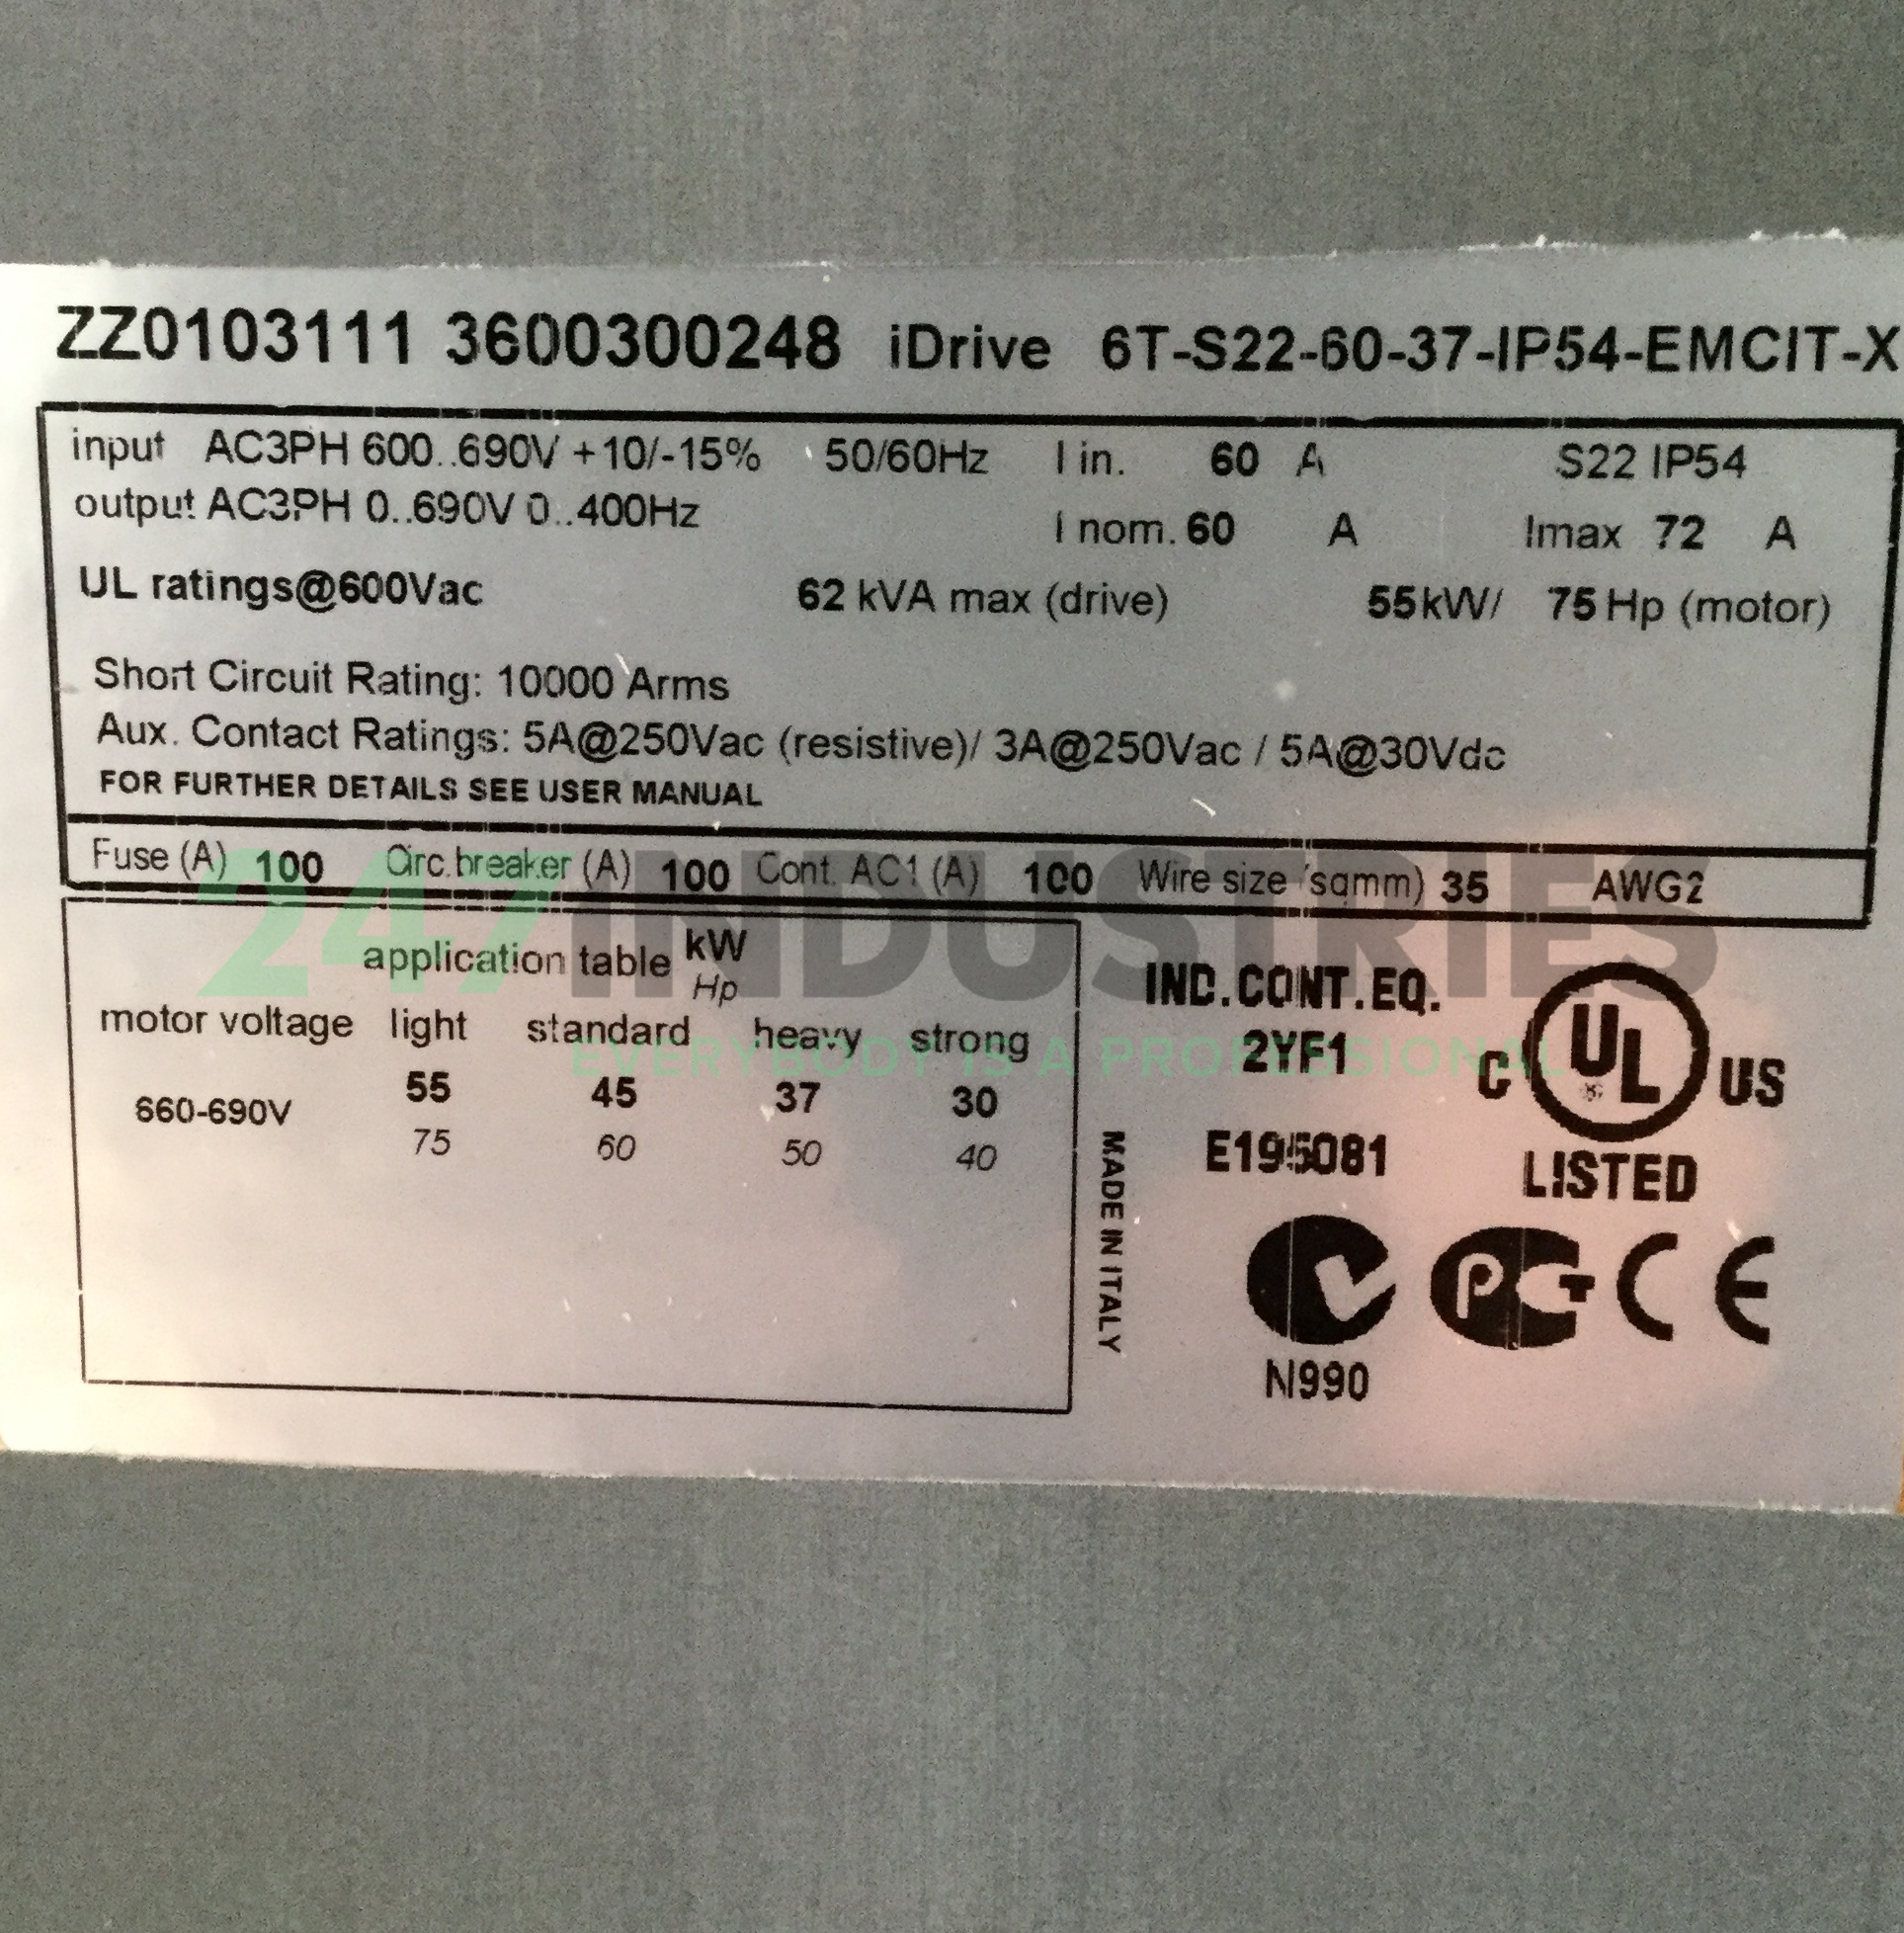 ZZ0103111 3600300248 iDrive 6T-S22-60-37-IP54-EMCIT-X
input AC3PH 600..690V +10/-15% 50/60Hz I in. 60 A S22 IP54
output AC3PH 0..690V 0..400Hz I nom. 60 A Imax 72 A
UL ratings@600Vac 62 kVA max (drive) 55kW/ 75 Hp (motor)
Short Circuit Rating: 10000 Arms
Aux. Contact Ratings: 5A@250Vac (resistive)/ 3A@250Vac / 5A@30Vdc
FOR FURTHER DETAILS SEE USER MANUAL
Fuse (A) 100 Circ.breaker (A) 100 Cont. AC1 (A) 100 Wire size (sqmm) 35 AWG2
247INDUSTRIES
EVERYBODY IS A PROFESSIONAL
application table kW
Hp
motor voltage light standard heavy strong
660-690V 55 45 37 30
75 60 50 40
MADE IN ITALY
IND.CONT.EQ.
2YF1
E195081
C UL US
LISTED
N990
PCT CE